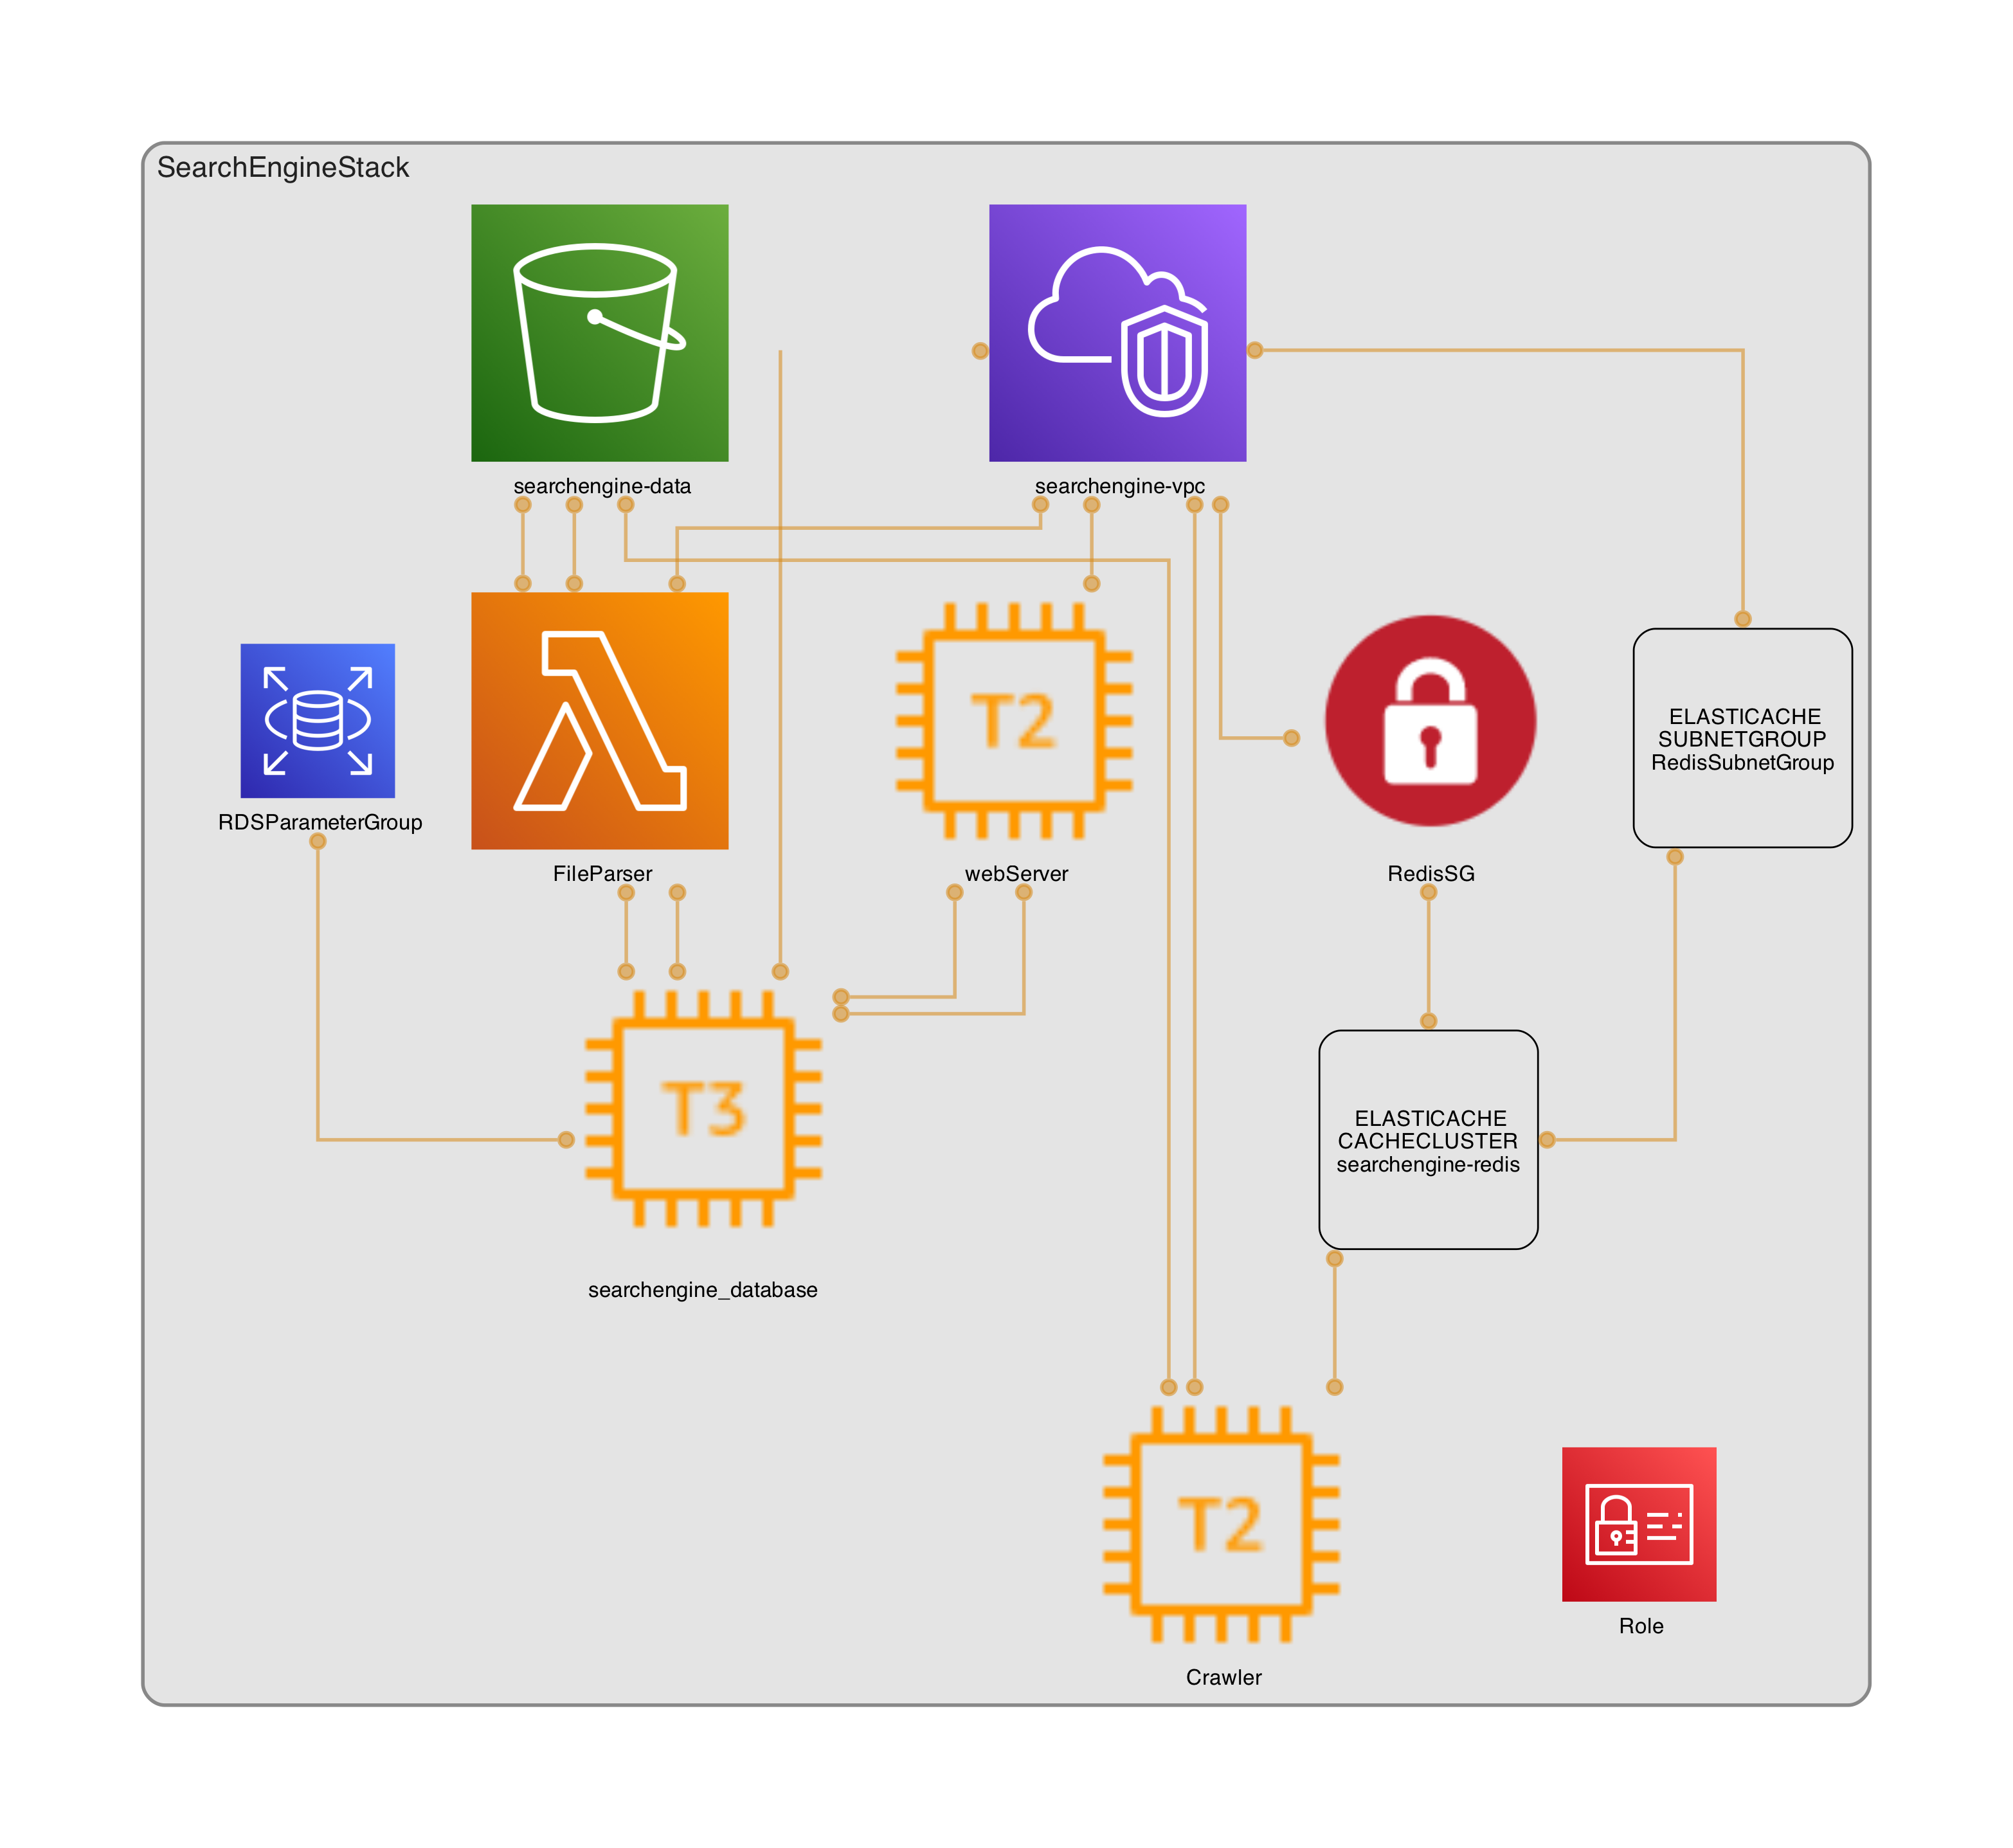 SearchEngineStack
searchengine-data
searchengine-vpc
RDSParameterGroup
FileParser
T2
webServer
RedisSG
ELASTICACHE
SUBNETGROUP
RedisSubnetGroup
T3
searchengine_database
ELASTICACHE
CACHECLUSTER
searchengine-redis
T2
Crawler
Role